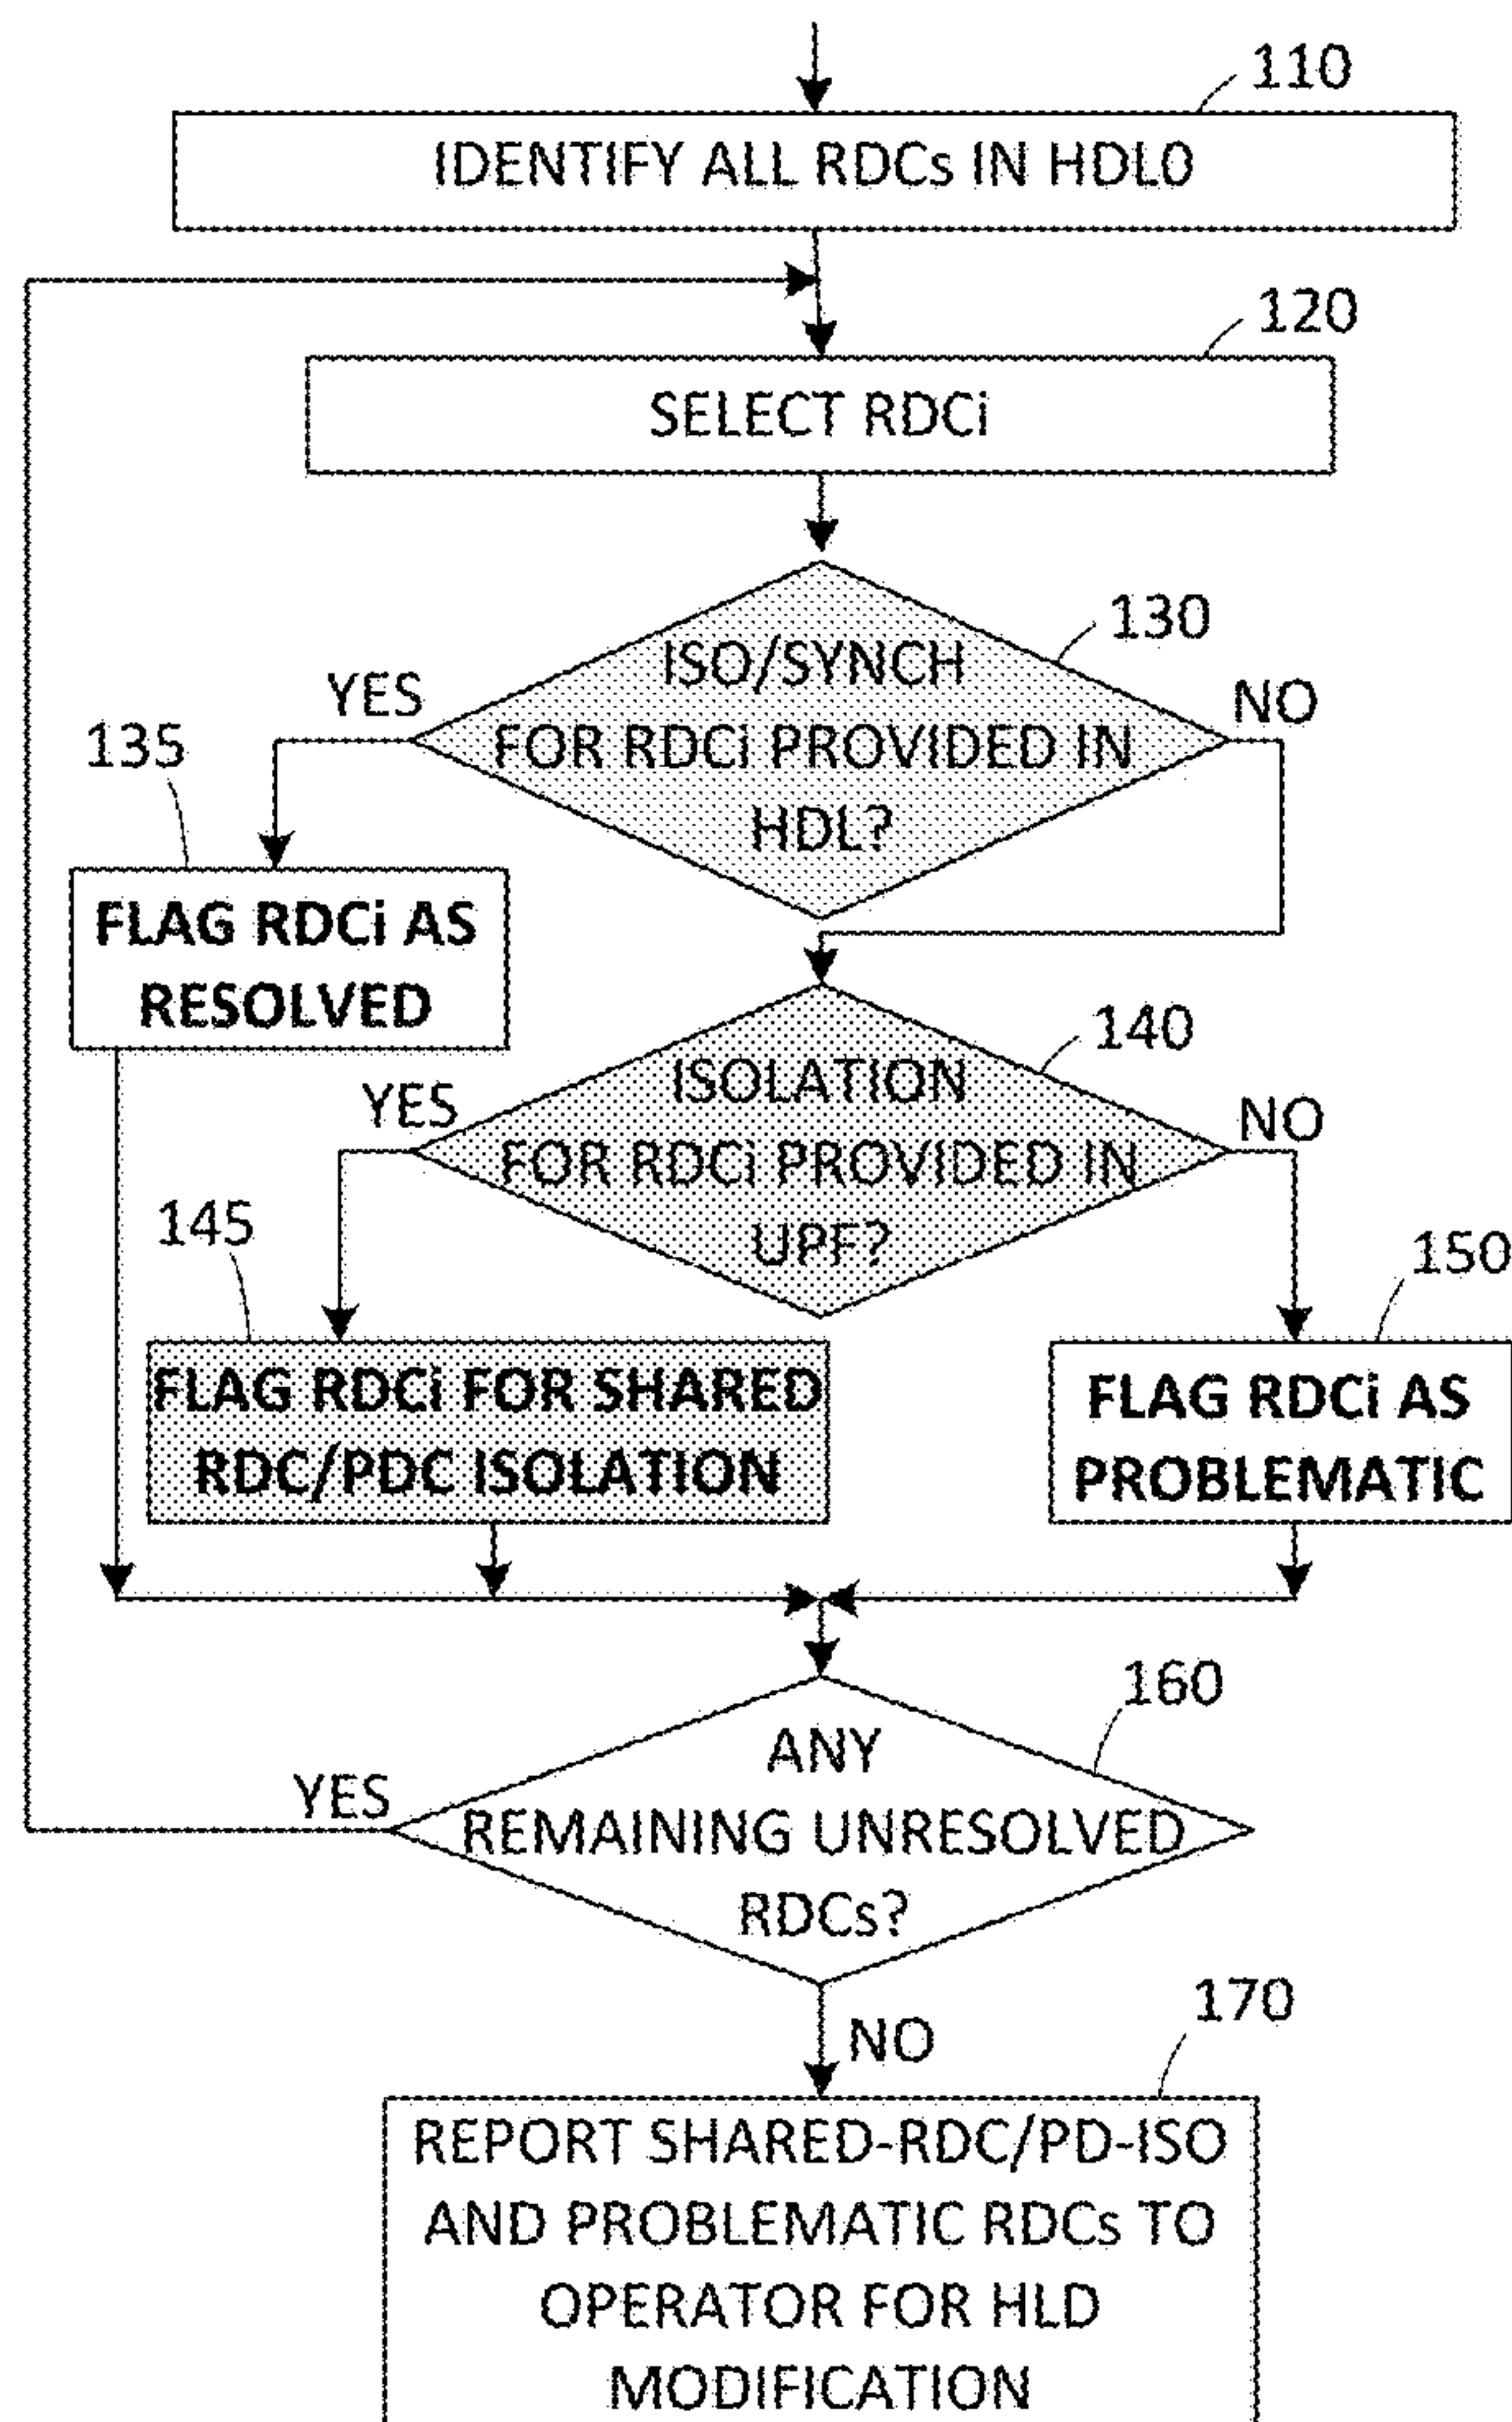 110
IDENTIFY ALL RDCs IN HDL0
120
SELECT RDCi
130
ISO/SYNCH
FOR RDCi PROVIDED IN
HDL?
YES
NO
135
FLAG RDCi AS
RESOLVED
140
ISOLATION
FOR RDCi PROVIDED IN
UPF?
YES
NO
145
FLAG RDCi FOR SHARED
RDC/PDC ISOLATION
150
FLAG RDCi AS
PROBLEMATIC
160
ANY
REMAINING UNRESOLVED
RDCs?
YES
NO
170
REPORT SHARED-RDC/PD-ISO
AND PROBLEMATIC RDCs TO
OPERATOR FOR HLD
MODIFICATION